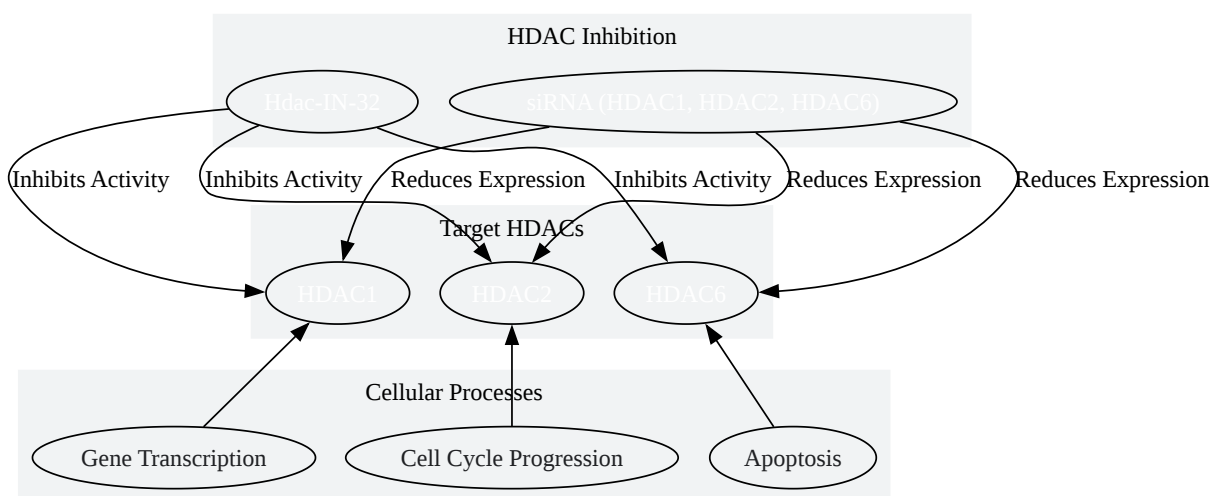 HDAC Inhibition
Hdac-IN-32
siRNA (HDAC1, HDAC2, HDAC6)
Inhibits Activity
Inhibits Activity
Reduces Expression
Inhibits Activity
Reduces Expression
Reduces Expression
Target HDACs
HDAC1
HDAC2
HDAC6
Cellular Processes
Gene Transcription
Cell Cycle Progression
Apoptosis